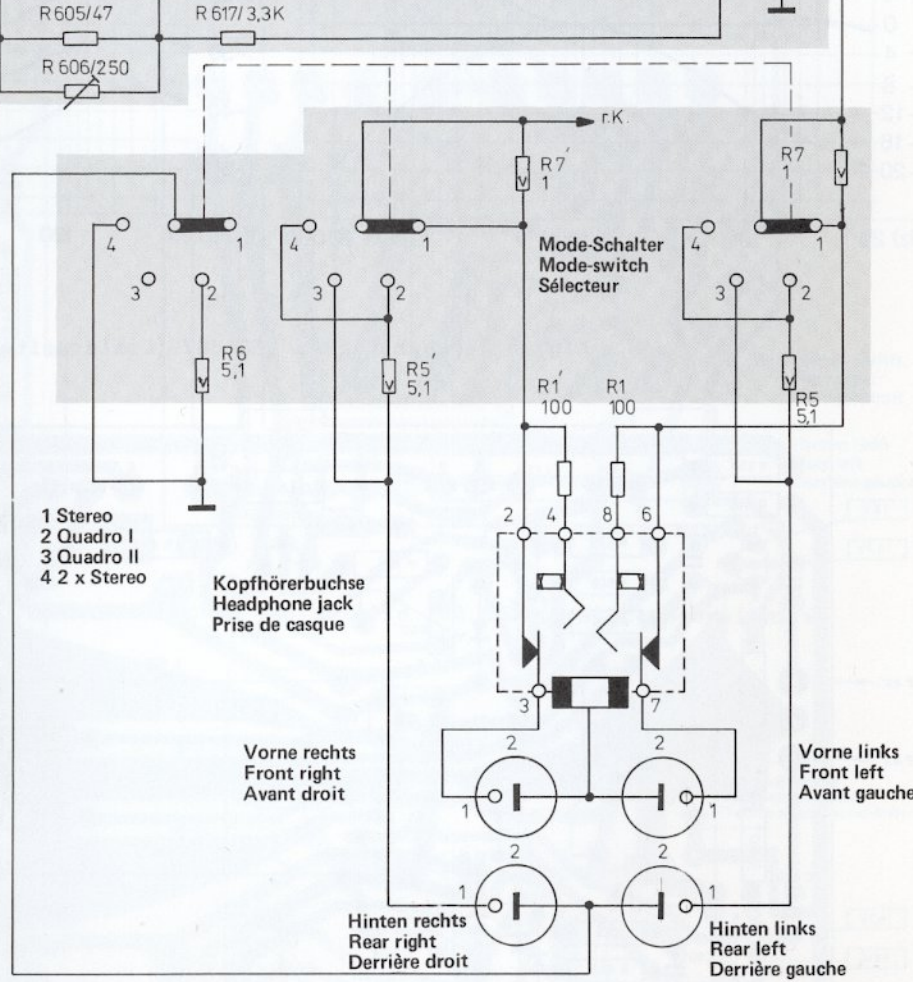 R 605/47
R 617/3,3K
R 606/250
r.K.
R7'
1
R7
1
4
1
4
1
4
1
Mode-Schalter
Mode-switch
Sélecteur
3
2
3
2
3
2
R6
5,1
R5'
5,1
R1'
100
R1
100
R5
5,1
1 Stereo
2 Quadro I
3 Quadro II
4 2 x Stereo
2
4
8
6
Kopfhörerbuchse
Headphone jack
Prise de casque
3
7
Vorne rechts
Front right
Avant droit
2
2
Vorne links
Front left
Avant gauche
1
1
2
2
1
1
Hinten rechts
Rear right
Derrière droit
Hinten links
Rear left
Derrière gauche